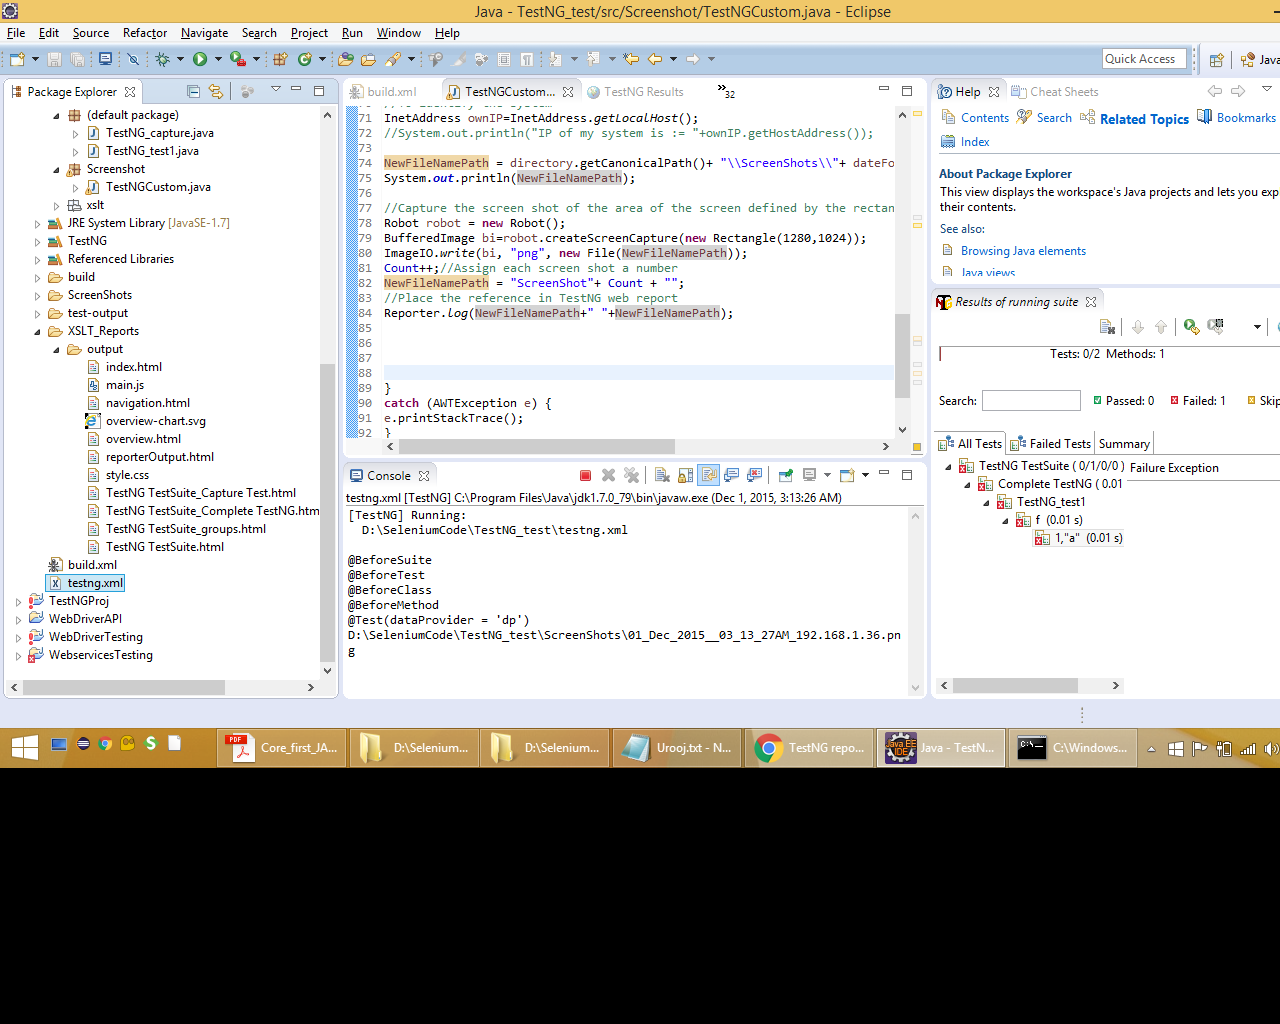 Java - TestNG_test/src/Screenshot/TestNGCustom.java - Eclipse
File Edit Source Refactor Navigate Search Project Run Window Help
Quick Access
Java
Package Explorer
(default package)
TestNG_capture.java
TestNG_test1.java
Screenshot
TestNGCustom.java
xslt
JRE System Library [JavaSE-1.7]
TestNG
Referenced Libraries
build
ScreenShots
test-output
XSLT_Reports
output
index.html
main.js
navigation.html
overview-chart.svg
overview.html
reporterOutput.html
style.css
TestNG TestSuite_Capture Test.html
TestNG TestSuite_Complete TestNG.htm
TestNG TestSuite_groups.html
TestNG TestSuite.html
build.xml
testng.xml
TestNGProj
WebDriverAPI
WebDriverTesting
WebservicesTesting
build.xml
TestNGCustom...
TestNG Results
32
71 InetAddress ownIP=InetAddress.getLocalHost();
72 //System.out.println("IP of my system is := "+ownIP.getHostAddress());
73
74 NewFileNamePath = directory.getCanonicalPath()+ "\\ScreenShots\\"+ dateFo
75 System.out.println(NewFileNamePath);
76
77 //Capture the screen shot of the area of the screen defined by the rectan
78 Robot robot = new Robot();
79 BufferedImage bi=robot.createScreenCapture(new Rectangle(1280,1024));
80 ImageIO.write(bi, "png", new File(NewFileNamePath));
81 Count++;//Assign each screen shot a number
82 NewFileNamePath = "ScreenShot"+ Count + "";
83 //Place the reference in TestNG web report
84 Reporter.log(NewFileNamePath+" "+NewFileNamePath);
85
86
87
88
89 }
90 catch (AWTException e) {
91 e.printStackTrace();
92 }
Console
testng.xml [TestNG] C:\Program Files\Java\jdk1.7.0_79\bin\javaw.exe (Dec 1, 2015, 3:13:26 AM)
[TestNG] Running:
D:\SeleniumCode\TestNG_test\testng.xml
@BeforeSuite
@BeforeTest
@BeforeClass
@BeforeMethod
@Test(dataProvider = 'dp')
D:\SeleniumCode\TestNG_test\ScreenShots\01_Dec_2015__03_13_27AM_192.168.1.36.pn
g
Help
Cheat Sheets
Contents Search Related Topics Bookmarks
Index
About Package Explorer
This view displays the workspace's Java projects and lets you exp
their contents.
See also:
Browsing Java elements
Java views
Results of running suite
Tests: 0/2 Methods: 1
Search:
Passed: 0 Failed: 1 Skip
All Tests Failed Tests Summary
TestNG TestSuite ( 0/1/0/0 )
Failure Exception
Complete TestNG ( 0.01
TestNG_test1
f (0.01 s)
1,"a" (0.01 s)
PDF
Core_first_JA...
D:\Selenium...
D:\Selenium...
Urooj.txt - N...
TestNG repo...
Java EE
IDE
Java - TestN...
C:\Windows...